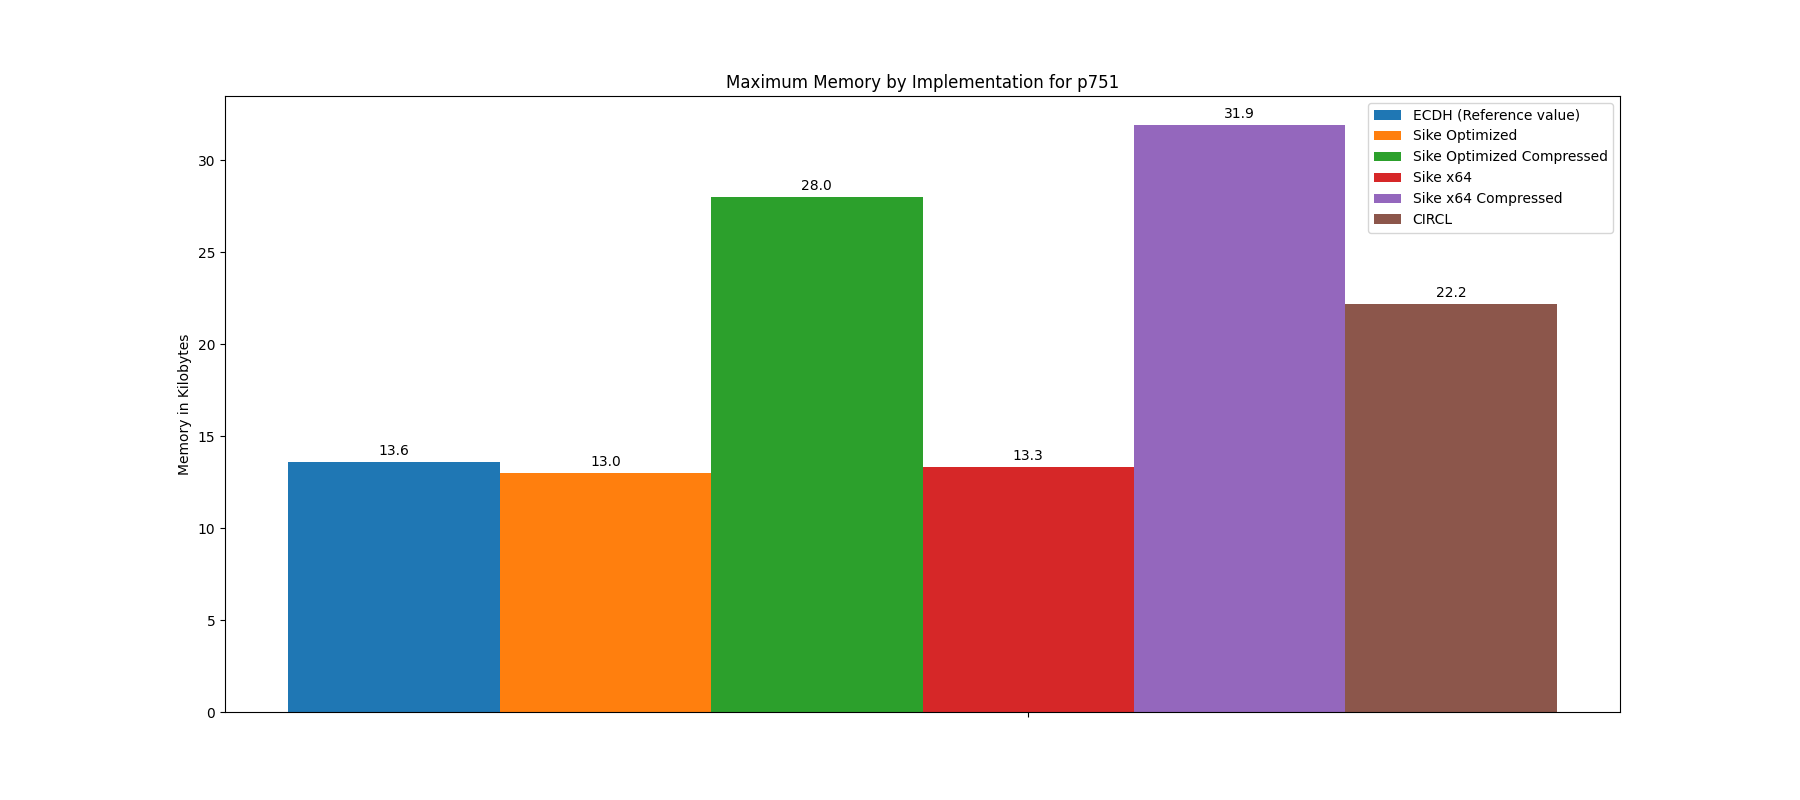 Maximum Memory by Implementation for p751
Memory in Kilobytes
30
25
20
15
10
5
0
13.6
13.0
28.0
13.3
31.9
22.2
ECDH (Reference value)
Sike Optimized
Sike Optimized Compressed
Sike x64
Sike x64 Compressed
CIRCL